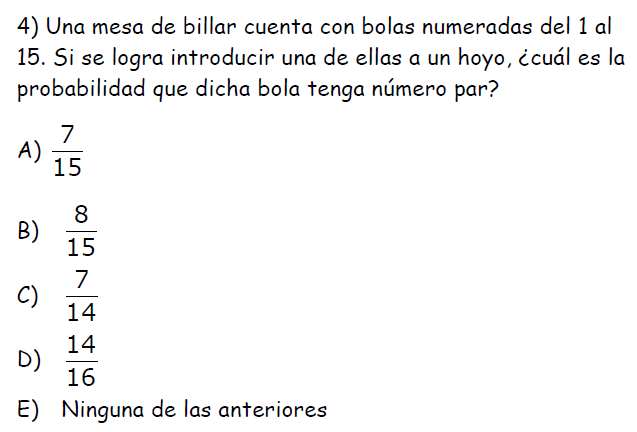 4) Una mesa de billar cuenta con bolas numeradas del 1 al
15. Si se logra introducir una de ellas a un hoyo, ¿cuál es la
probabilidad que dicha bola tenga número par?
A) 7/15
B) 8/15
C) 7/14
D) 14/16
E) Ninguna de las anteriores